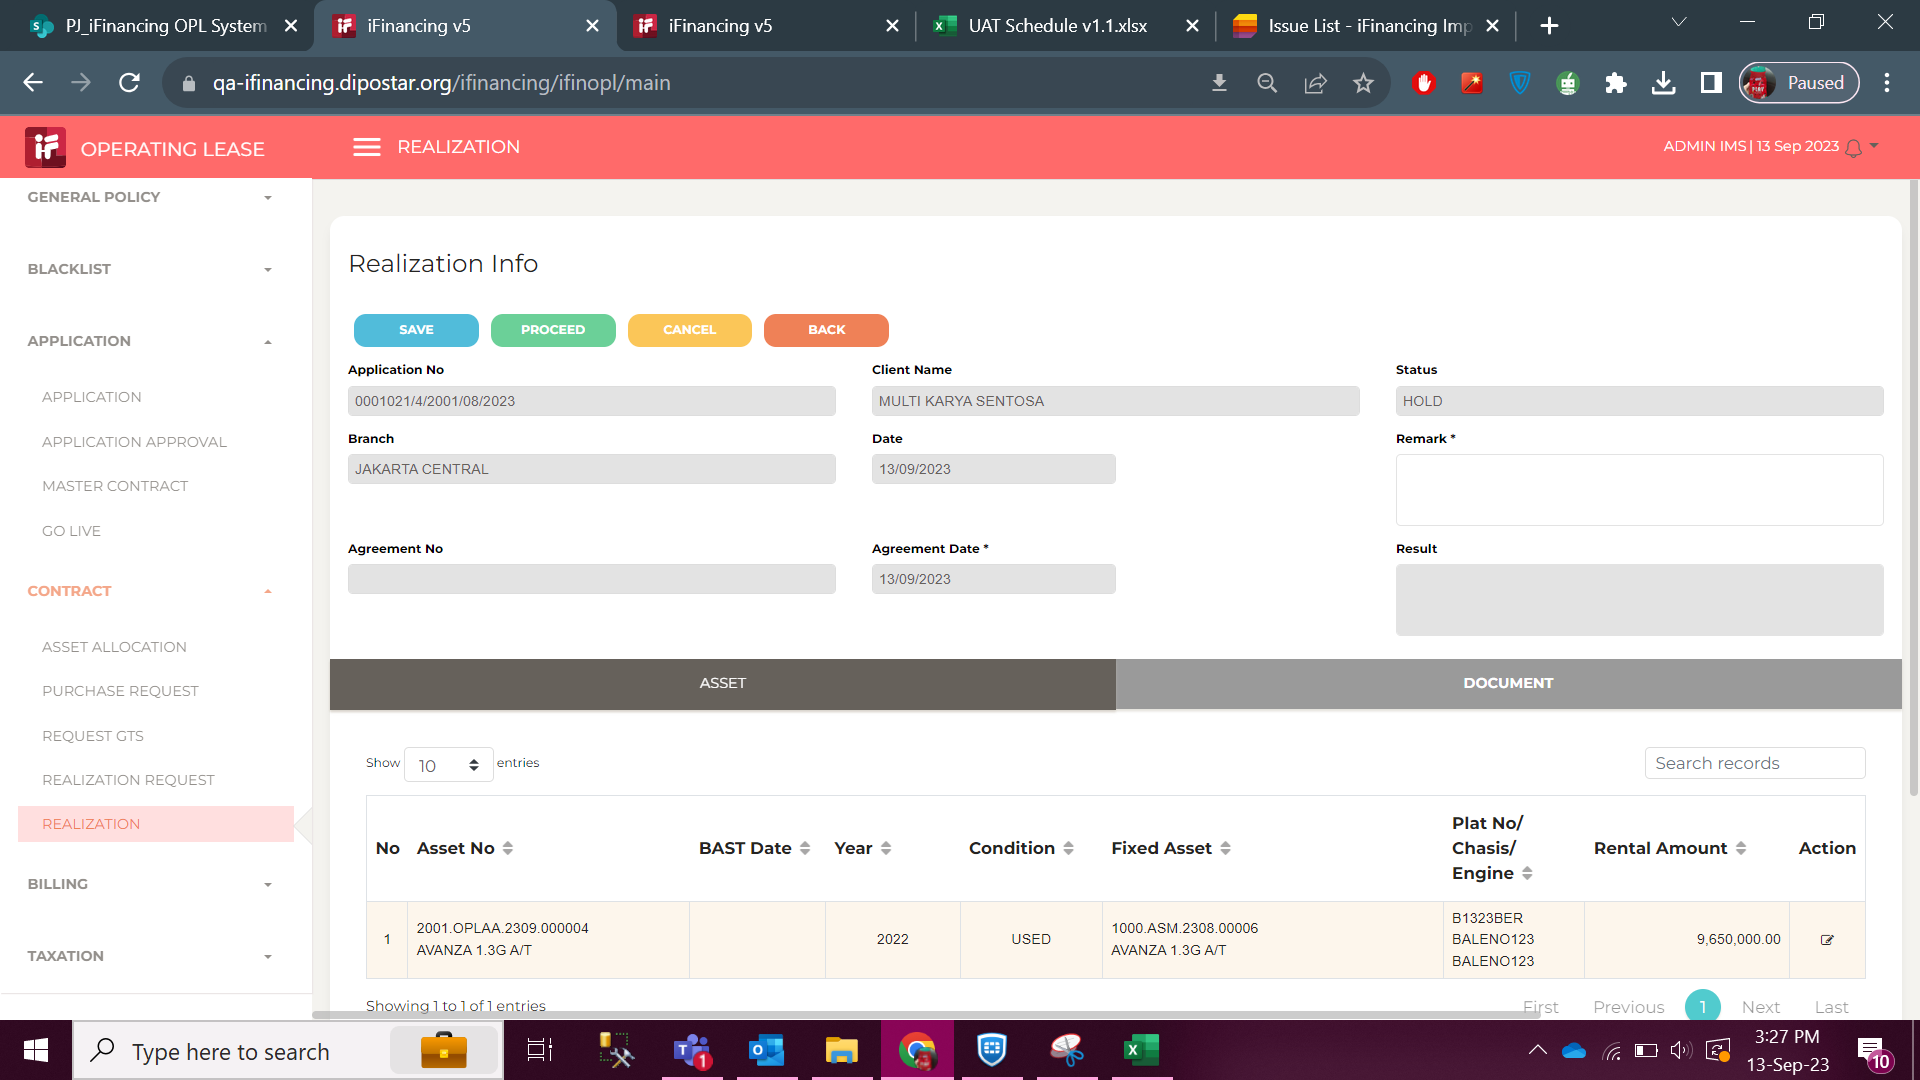 PJ_iFinancing OPL System
iFinancing v5
iFinancing v5
UAT Schedule v1.1.xlsx
Issue List - iFinancing Imp
qa-ifinancing.dipostar.org/ifinancing/ifinopl/main
Paused
iF OPERATING LEASE
REALIZATION
ADMIN IMS | 13 Sep 2023
GENERAL POLICY
BLACKLIST
APPLICATION
APPLICATION
APPLICATION APPROVAL
MASTER CONTRACT
GO LIVE
CONTRACT
ASSET ALLOCATION
PURCHASE REQUEST
REQUEST GTS
REALIZATION REQUEST
REALIZATION
BILLING
TAXATION
Realization Info
SAVE PROCEED CANCEL BACK
Application No Client Name Status
0001021/4/2001/08/2023 MULTI KARYA SENTOSA HOLD
Branch Date Remark *
JAKARTA CENTRAL 13/09/2023
Agreement No Agreement Date * Result
13/09/2023
ASSET DOCUMENT
Show 10 entries Search records
No Asset No BAST Date Year Condition Fixed Asset Plat No/ Chasis/ Engine Rental Amount Action
1 2001.OPLAA.2309.000004 2022 USED 1000.ASM.2308.00006 B1323BER 9,650,000.00
AVANZA 1.3G A/T AVANZA 1.3G A/T BALENO123
BALENO123
Showing 1 to 1 of 1 entries First Previous 1 Next Last
Type here to search
1
3:27 PM
13-Sep-23
10